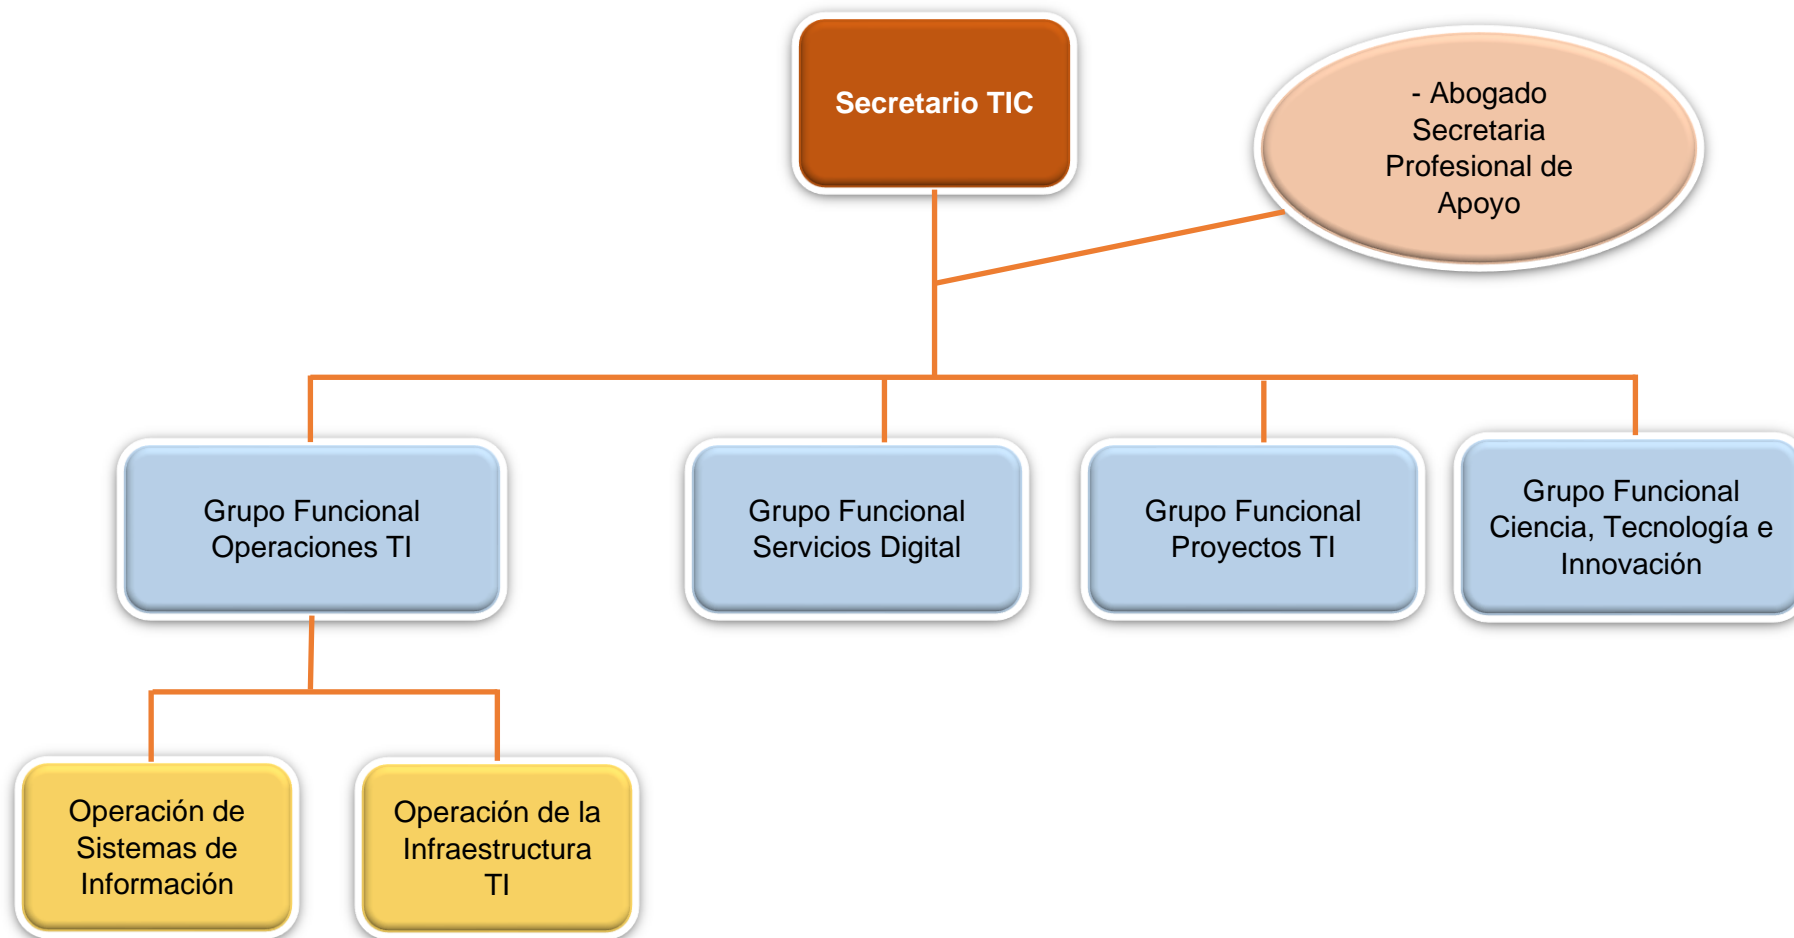 Secretario TIC
- Abogado
Secretaria
Profesional de
Apoyo
Grupo Funcional
Operaciones TI
Grupo Funcional
Servicios Digital
Grupo Funcional
Proyectos TI
Grupo Funcional
Ciencia, Tecnología e
Innovación
Operación de
Sistemas de
Información
Operación de la
Infraestructura
TI